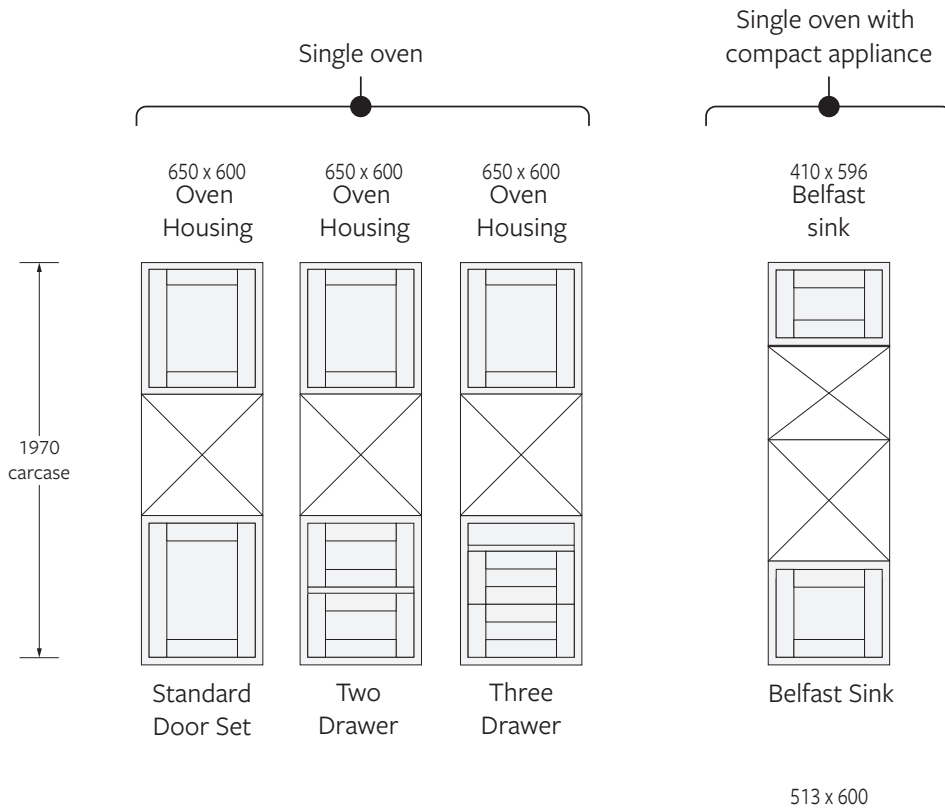 Single oven
Single oven with
compact appliance
650 x 600
Oven
Housing
650 x 600
Oven
Housing
650 x 600
Oven
Housing
410 x 596
Belfast
sink
1970
carcase
Standard
Door Set
Two
Drawer
Three
Drawer
Belfast Sink
513 x 600